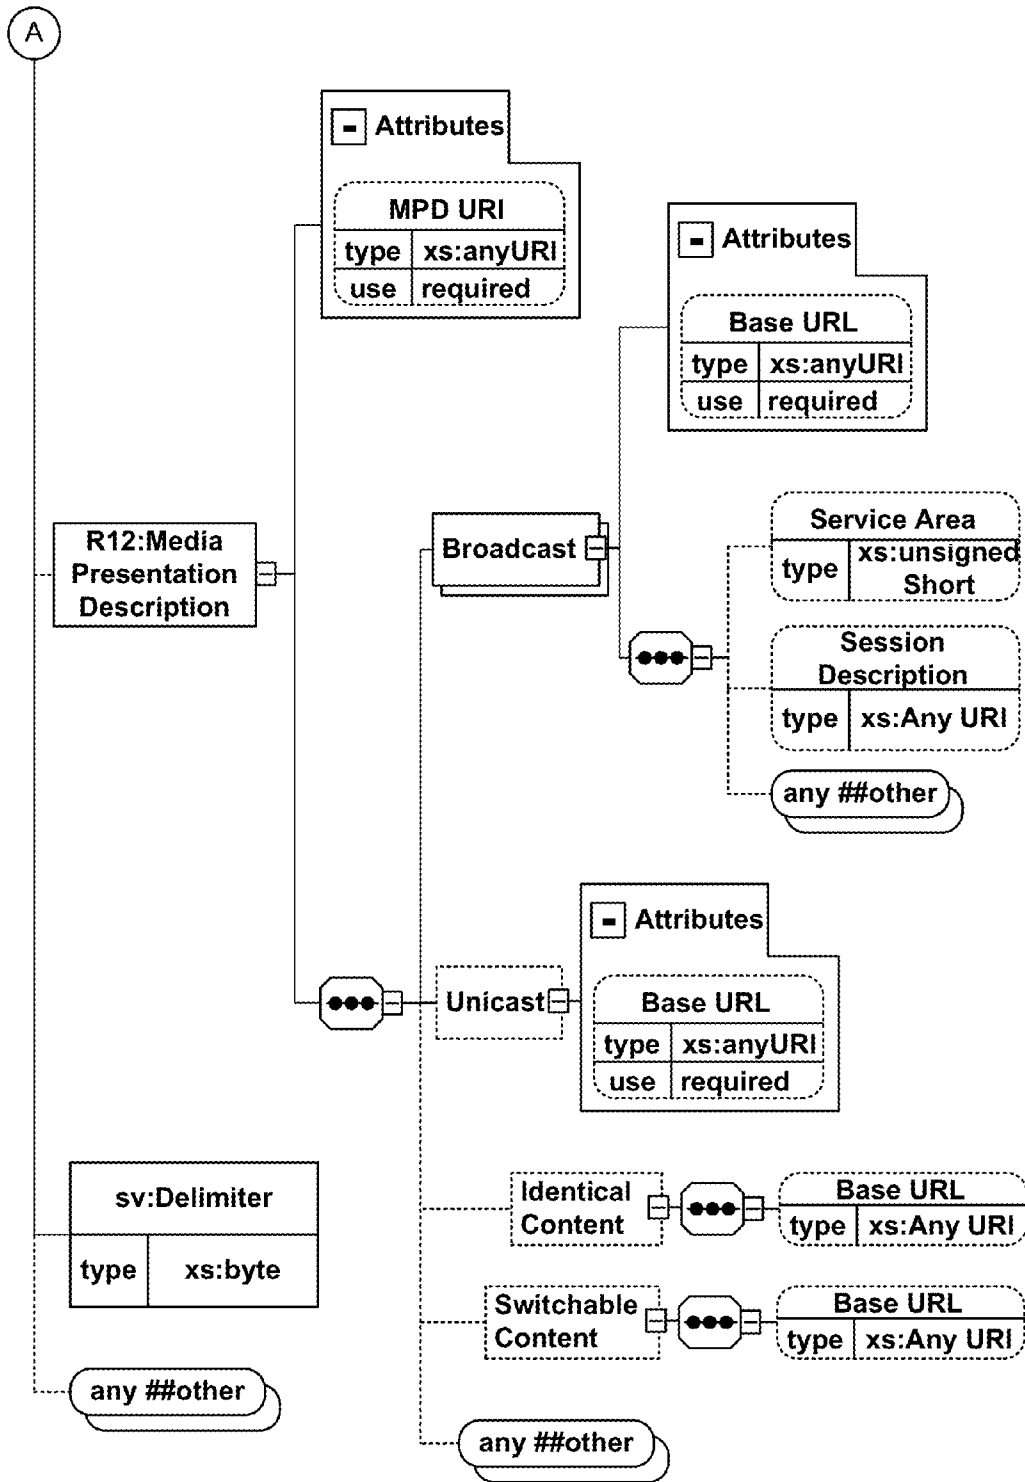 A
Attributes
MPD URI
type xs:anyURI
use required
Attributes
Base URL
type xs:anyURI
use required
R12:Media
Presentation
Description
Broadcast
Service Area
type xs:unsigned
Short
Session
Description
type xs:Any URI
any ##other
Attributes
Unicast
Base URL
type xs:anyURI
use required
sv:Delimiter
type xs:byte
Identical
Content
Base URL
type xs:Any URI
Switchable
Content
Base URL
type xs:Any URI
any ##other
any ##other